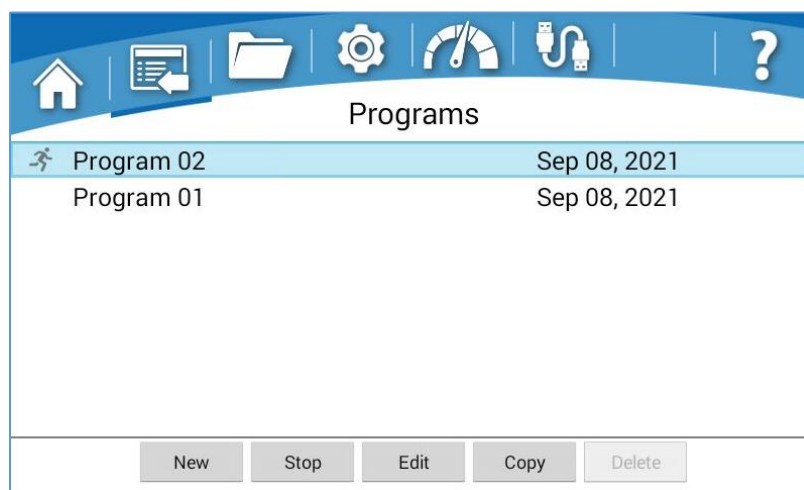 ?
Programs
Program 02 Sep 08, 2021
Program 01 Sep 08, 2021
New Stop Edit Copy Delete